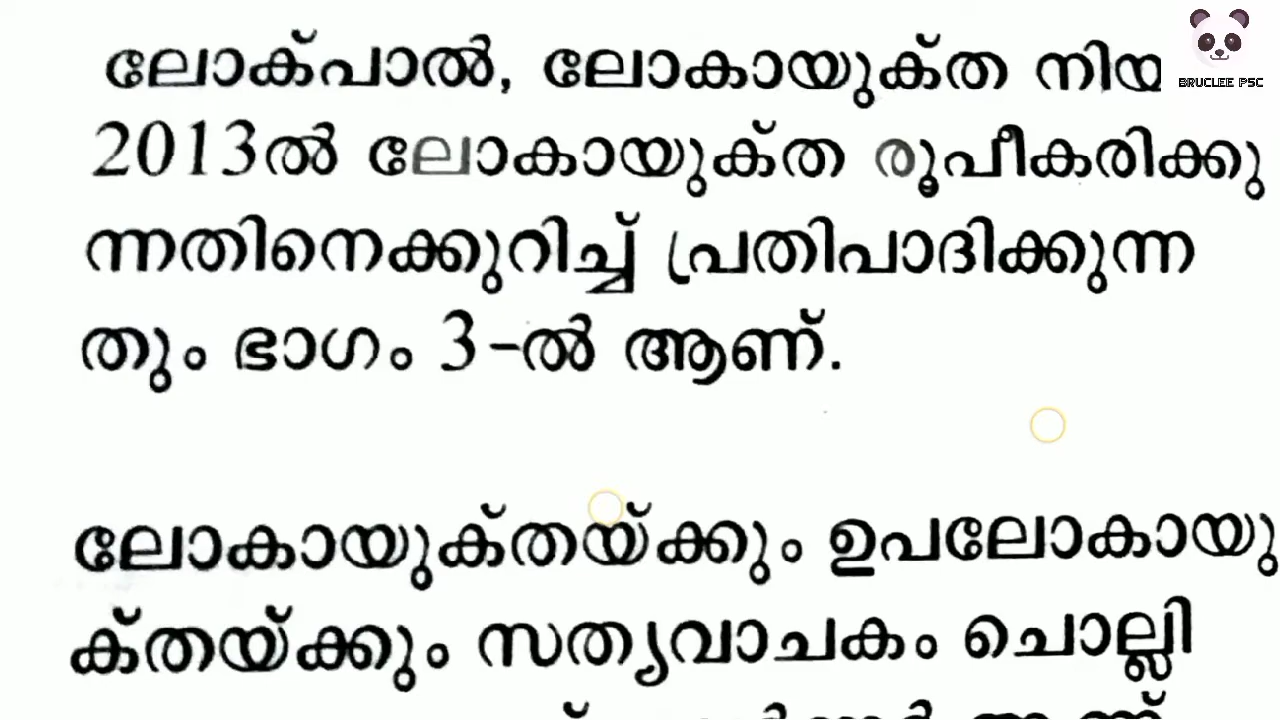 ലോക്പാൽ, ലോകായുക്ത നിയ
BRUCLEE PSC
2013ൽ ലോകായുക്ത രൂപീകരിക്കു
ന്നതിനെക്കുറിച്ച് പ്രതിപാദിക്കുന്ന
തും ഭാഗം 3-ൽ ആണ്.
ലോകായുക്തയ്ക്കും ഉപലോകായു
ക്തയ്ക്കും സത്യവാചകം ചൊല്ലി